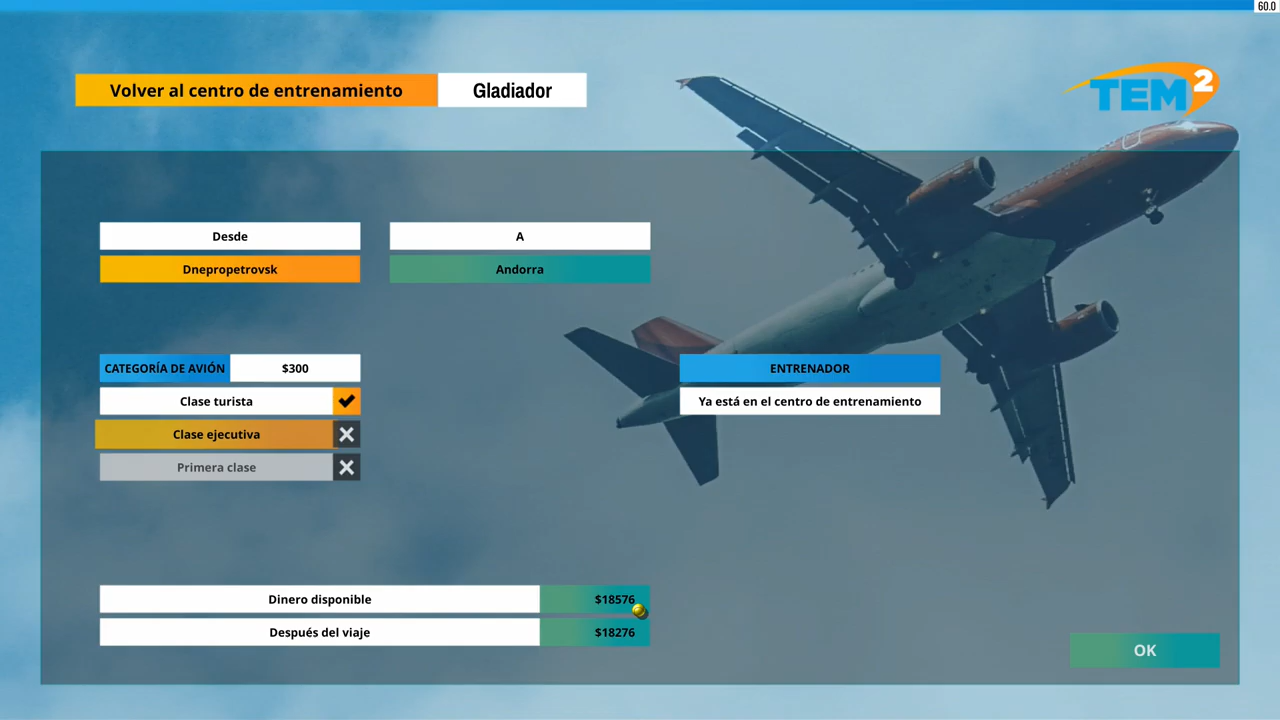 60.0
Volver al centro de entrenamiento
Gladiador
TEM2
Desde
A
Dnepropetrovsk
Andorra
CATEGORÍA DE AVIÓN
$300
ENTRENADOR
Clase turista
Ya está en el centro de entrenamiento
Clase ejecutiva
Primera clase
Dinero disponible
$18576
Después del viaje
$18276
OK